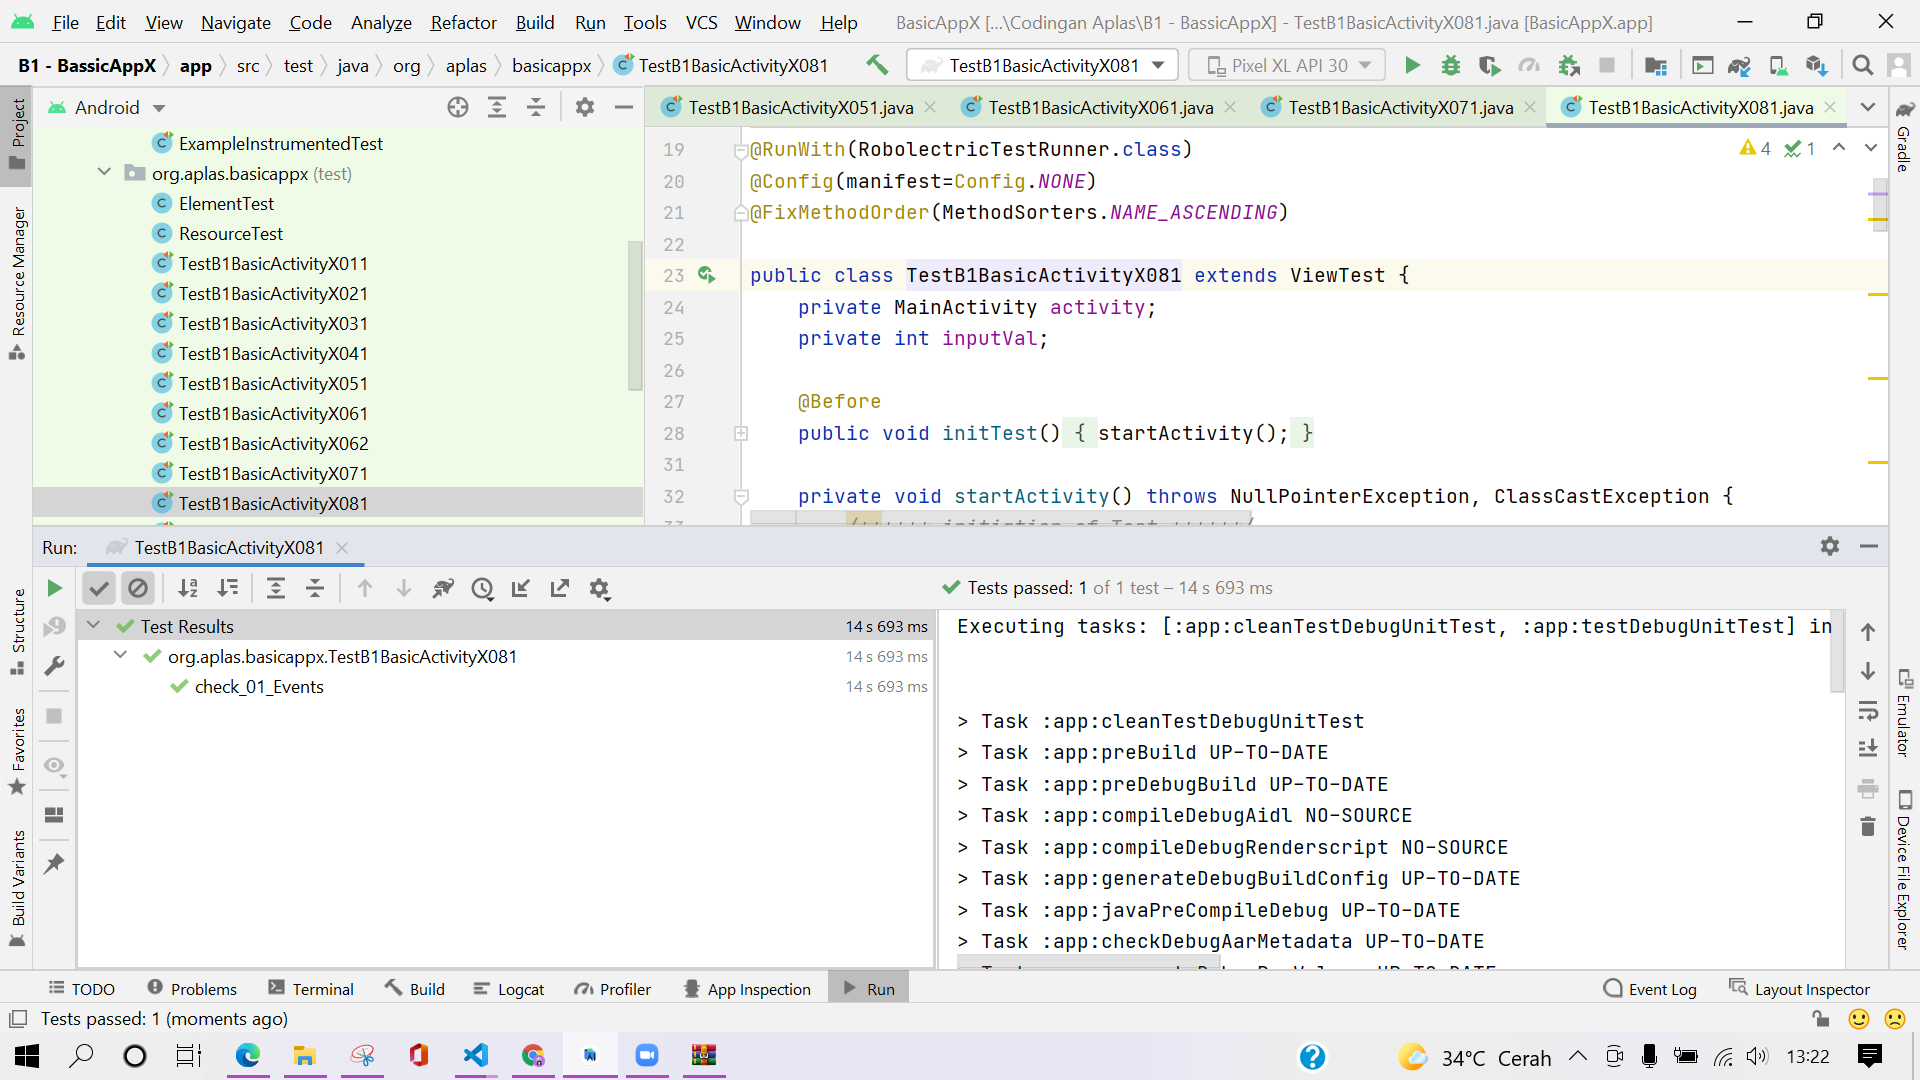 File Edit View Navigate Code Analyze Refactor Build Run Tools VCS Window Help BasicAppX [...\Codingan Aplas\B1 - BassicAppX] - TestB1BasicActivityX081.java [BasicAppX.app]
B1 - BassicAppX app src test java org aplas basicappx TestB1BasicActivityX081 TestB1BasicActivityX081 Pixel XL API 30
Project
Resource Manager
Structure
Favorites
Build Variants
Android
ExampleInstrumentedTest
org.aplas.basicappx (test)
ElementTest
ResourceTest
TestB1BasicActivityX011
TestB1BasicActivityX021
TestB1BasicActivityX031
TestB1BasicActivityX041
TestB1BasicActivityX051
TestB1BasicActivityX061
TestB1BasicActivityX062
TestB1BasicActivityX071
TestB1BasicActivityX081
TestB1BasicActivityX051.java TestB1BasicActivityX061.java TestB1BasicActivityX071.java TestB1BasicActivityX081.java
4 1
19 @RunWith(RobolectricTestRunner.class)
20 @Config(manifest=Config.NONE)
21 @FixMethodOrder(MethodSorters.NAME_ASCENDING)
22
23 public class TestB1BasicActivityX081 extends ViewTest {
24 private MainActivity activity;
25 private int inputVal;
26
27 @Before
28 public void initTest() { startActivity(); }
31
32 private void startActivity() throws NullPointerException, ClassCastException {
Gradle
Emulator
Device File Explorer
Run: TestB1BasicActivityX081
Tests passed: 1 of 1 test – 14 s 693 ms
Test Results 14 s 693 ms
org.aplas.basicappx.TestB1BasicActivityX081 14 s 693 ms
check_01_Events 14 s 693 ms
Executing tasks: [:app:cleanTestDebugUnitTest, :app:testDebugUnitTest] in
> Task :app:cleanTestDebugUnitTest
> Task :app:preBuild UP-TO-DATE
> Task :app:preDebugBuild UP-TO-DATE
> Task :app:compileDebugAidl NO-SOURCE
> Task :app:compileDebugRenderscript NO-SOURCE
> Task :app:generateDebugBuildConfig UP-TO-DATE
> Task :app:javaPreCompileDebug UP-TO-DATE
> Task :app:checkDebugAarMetadata UP-TO-DATE
TODO Problems Terminal Build Logcat Profiler App Inspection Run Event Log Layout Inspector
Tests passed: 1 (moments ago)
34°C Cerah 13:22